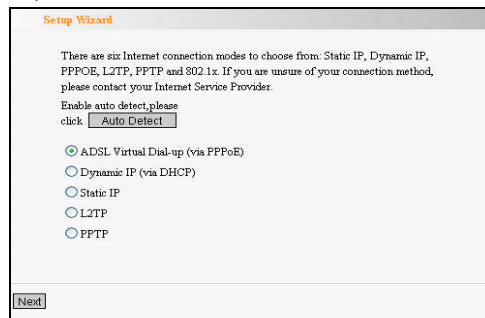 Setup Wizard
There are six Internet connection modes to choose from: Static IP, Dynamic IP,
PPPOE, L2TP, PPTP and 802.1x. If you are unsure of your connection method,
please contact your Internet Service Provider.
Enable auto detect,please
click Auto Detect
ADSL Virtual Dial-up (via PPPoE)
Dynamic IP (via DHCP)
Static IP
L2TP
PPTP
Next